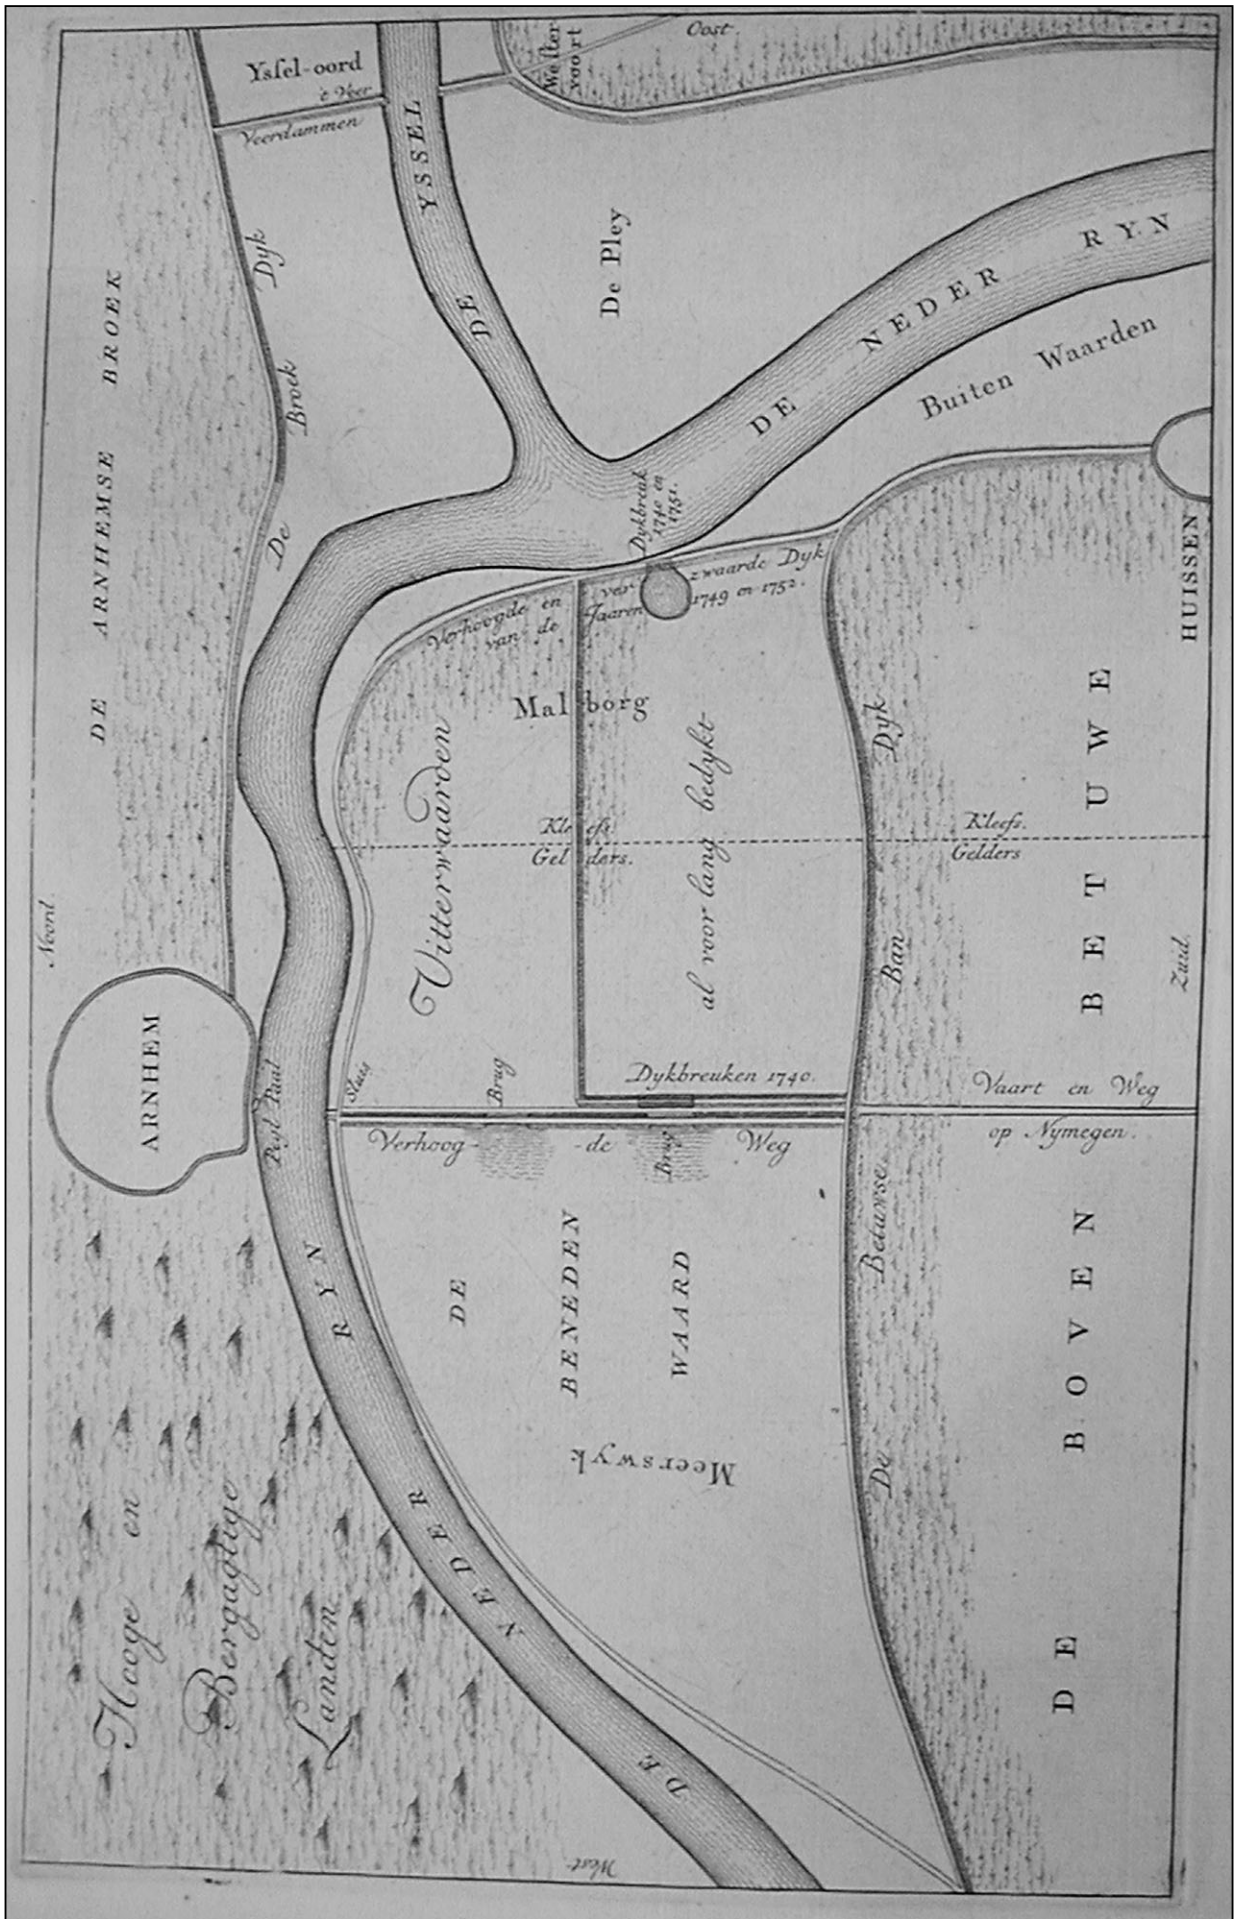 Oost.
Yssel-oord
't Veer
Veerdammen
Wester
voort
DE YSSEL
De Pley
DE NEDER RYN
Buiten Waarden
HUISSEN
DE ARNHEMSE BROEK
De Broek Dyk
Dykbreuk
1740 en
1751.
Verhoogde en ver zwaarde Dyk
van de Jaaren 1749 en 1752.
Malborg
Uitterwaarden
al voor lang bedykt
Kleefs.
Gelders.
Kleefs.
Gelders
Noord
Zuid.
ARNHEM
Pegl Paal
Sluis
Brug
Dykbreuken 1740.
Vaart en Weg
op Nymegen.
Verhoog- -de Weg
Brug
De Betuwse Ban Dyk
DE BOVEN BETUWE
DE
BENEDEN
WAARD
Meerswyk
DE NEDER RYN
Hooge en
Bergagtige
Landen
West